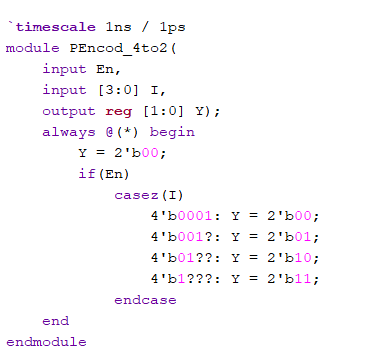 `timescale 1ns / 1ps
module PEncod_4to2(
    input En,
    input [3:0] I,
    output reg [1:0] Y);
    always @(*) begin
        Y = 2'b00;
        if(En)
            casez(I)
                4'b0001: Y = 2'b00;
                4'b001?: Y = 2'b01;
                4'b01??: Y = 2'b10;
                4'b1???: Y = 2'b11;
            endcase
    end
endmodule